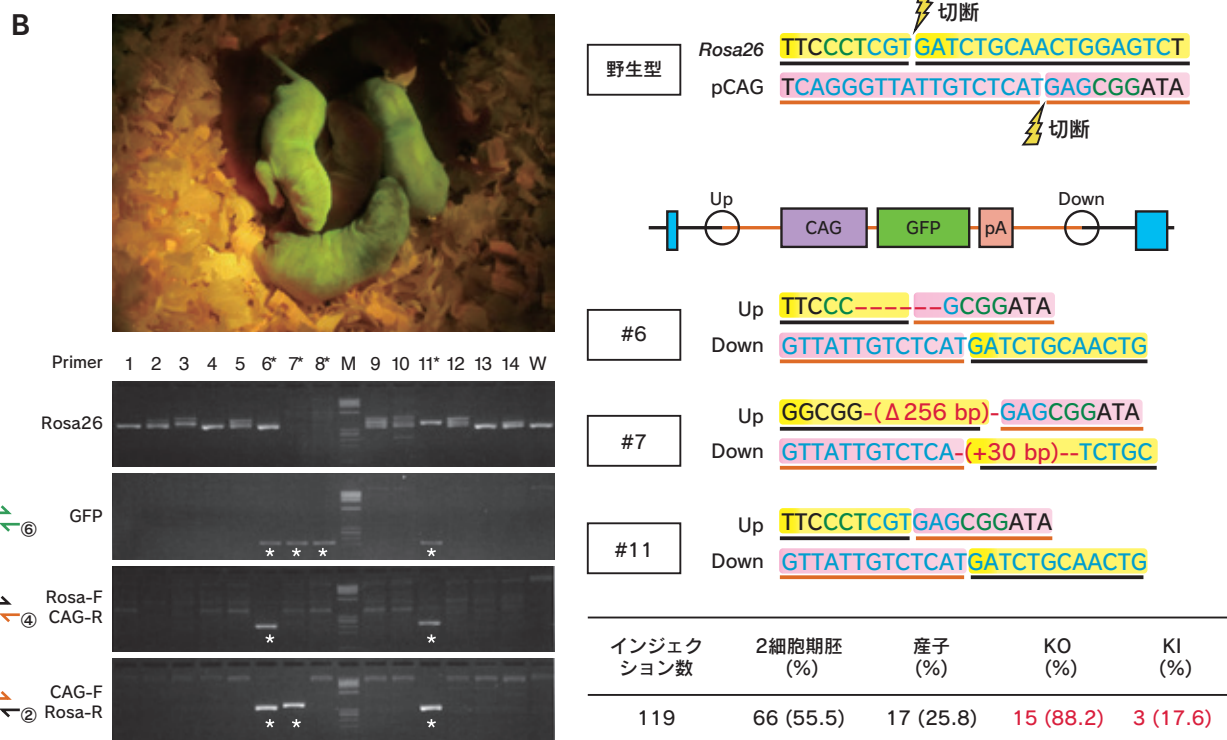 B
Primer 1 2 3 4 5 6* 7* 8* M 9 10 11* 12 13 14 W
Rosa26
⑥ GFP
* * * *
Rosa-F
④ CAG-R
* *
CAG-F
② Rosa-R
* * *
切断
野生型
Rosa26 TTCCCTCGTGATCTGCAACTGGAGTCT
pCAG TCAGGGTTATTGTCTCATGAGCGGATA
切断
Up Down
CAG GFP pA
#6
Up TTCCC-------GCGGATA
Down GTTATTGTCTCATGATCTGCAACTG
#7
Up GGCGG-(Δ256 bp)-GAGCGGATA
Down GTTATTGTCTCA-(+30 bp)--TCTGC
#11
Up TTCCCTCGTGAGCGGATA
Down GTTATTGTCTCATGATCTGCAACTG
インジェク 2細胞期胚 産子 KO KI
ション数 (%) (%) (%) (%)
119 66 (55.5) 17 (25.8) 15 (88.2) 3 (17.6)